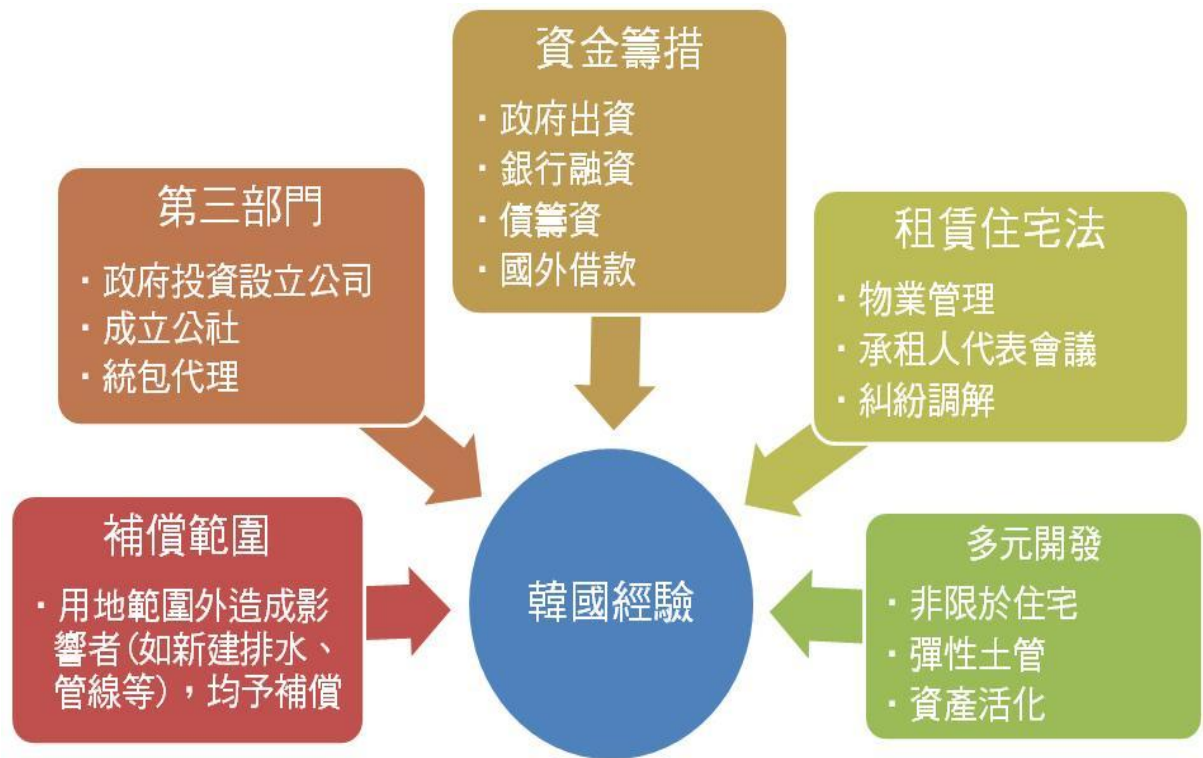 資金籌措
・政府出資
・銀行融資
・債籌資
・國外借款
第三部門
・政府投資設立公司
・成立公社
・統包代理
租賃住宅法
・物業管理
・承租人代表會議
・糾紛調解
補償範圍
・用地範圍外造成影
響者(如新建排水、
管線等)，均予補償
韓國經驗
多元開發
・非限於住宅
・彈性土管
・資產活化